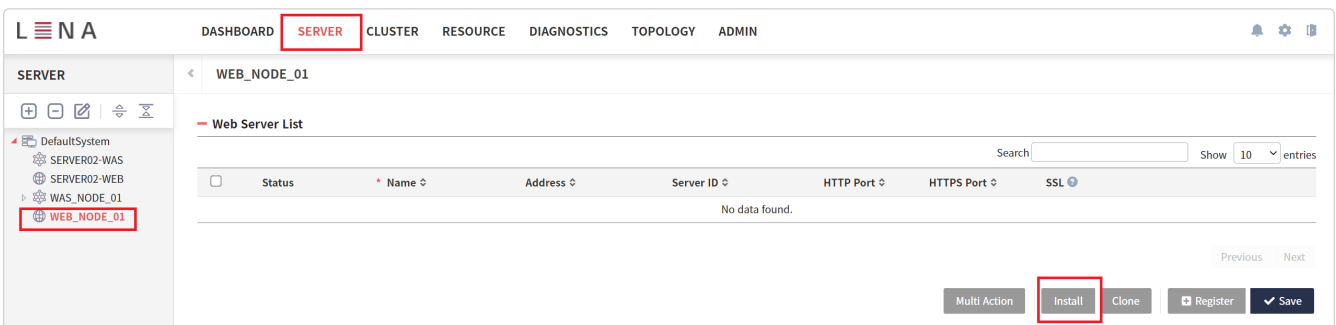 LENA
DASHBOARD SERVER CLUSTER RESOURCE DIAGNOSTICS TOPOLOGY ADMIN
SERVER
WEB_NODE_01
DefaultSystem
SERVER02-WAS
SERVER02-WEB
WAS_NODE_01
WEB_NODE_01
Web Server List
Search Show 10 entries
Status * Name Address Server ID HTTP Port HTTPS Port SSL
No data found.
Previous Next
Multi Action Install Clone Register Save